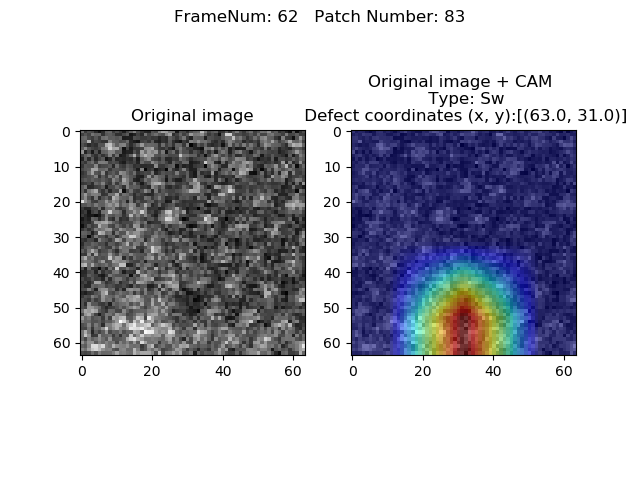 FrameNum: 62   Patch Number: 83
Original image
Original image + CAM
Type: Sw
Defect coordinates (x, y):[(63.0, 31.0)]
0
10
20
30
40
50
60
0 20 40 60
0
10
20
30
40
50
60
0 20 40 60